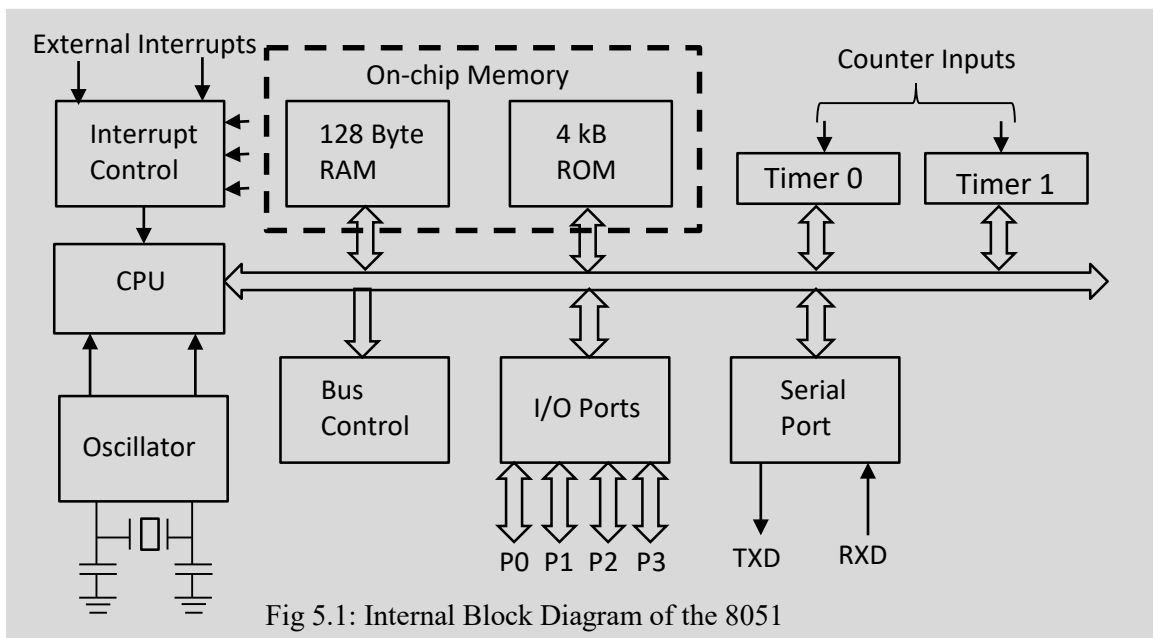 External Interrupts
On-chip Memory
Counter Inputs
Interrupt
Control
128 Byte
RAM
4 kB
ROM
Timer 0
Timer 1
CPU
Bus
Control
I/O Ports
Serial
Port
Oscillator
P0 P1 P2 P3
TXD
RXD
Fig 5.1: Internal Block Diagram of the 8051